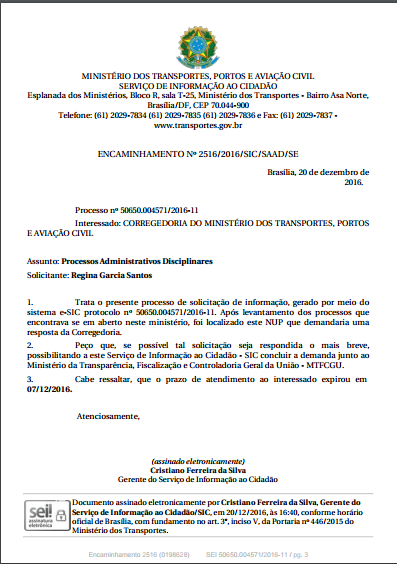 MINISTÉRIO DOS TRANSPORTES, PORTOS E AVIAÇÃO CIVIL
SERVIÇO DE INFORMAÇÃO AO CIDADÃO
Esplanada dos Ministérios, Bloco R, sala T-25, Ministério dos Transportes - Bairro Asa Norte,
Brasília/DF, CEP 70.044-900
Telefone: (61) 2029-7834 (61) 2029-7835 (61) 2029-7836 e Fax: (61) 2029-7837 -
www.transportes.gov.br
ENCAMINHAMENTO Nº 2516/2016/SIC/SAAD/SE
Brasília, 20 de dezembro de
2016.
Processo nº 50650.004571/2016-11
Interessado: CORREGEDORIA DO MINISTÉRIO DOS TRANSPORTES, PORTOS
E AVIAÇÃO CIVIL
Assunto: Processos Administrativos Disciplinares
Solicitante: Regina Garcia Santos
1. Trata o presente processo de solicitação de informação, gerado por meio do
sistema e-SIC protocolo nº 50650.004571/2016-11. Após levantamento dos processos que
encontrava se em aberto neste ministério, foi localizado este NUP que demandaria uma
resposta da Corregedoria.
2. Peço que, se possível tal solicitação seja respondida o mais breve,
possibilitando a este Serviço de Informação ao Cidadão - SIC concluir a demanda junto ao
Ministério da Transparência, Fiscalização e Controladoria Geral da União - MTFCGU.
3. Cabe ressaltar, que o prazo de atendimento ao interessado expirou em
07/12/2016.
Atenciosamente,
(assinado eletronicamente)
Cristiano Ferreira da Silva
Gerente do Serviço de Informação ao Cidadão
sei!
assinatura
eletrônica
Documento assinado eletronicamente por Cristiano Ferreira da Silva, Gerente do
Serviço de Informação ao Cidadão/SIC, em 20/12/2016, às 16:40, conforme horário
oficial de Brasília, com fundamento no art. 3º, inciso V, da Portaria nº 446/2015 do
Ministério dos Transportes.
Encaminhamento 2516 (0198628) SEI 50650.004571/2016-11 / pg. 3